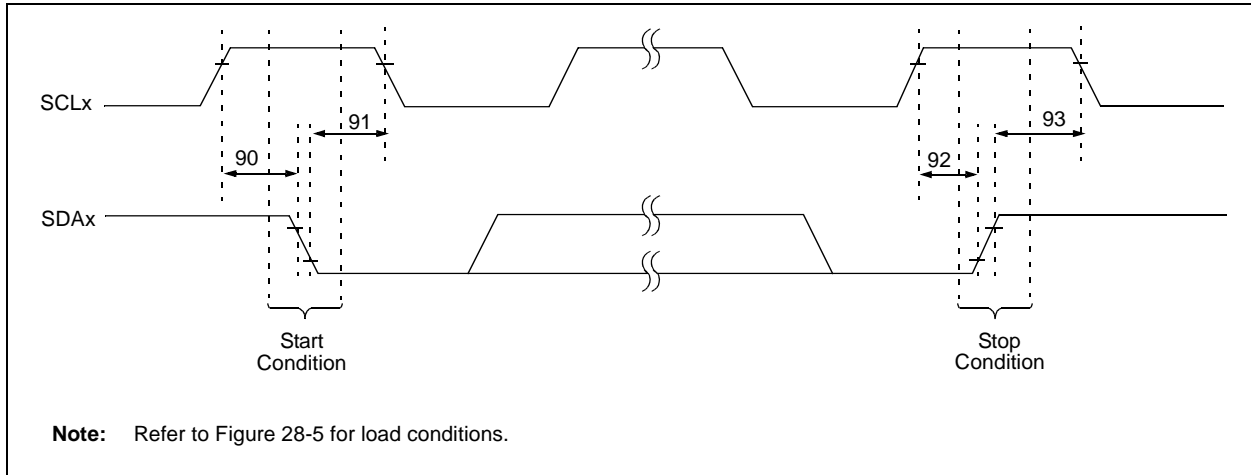 SCLx
91
93
90
92
SDAx
Start
Condition
Stop
Condition
Note: Refer to Figure 28-5 for load conditions.